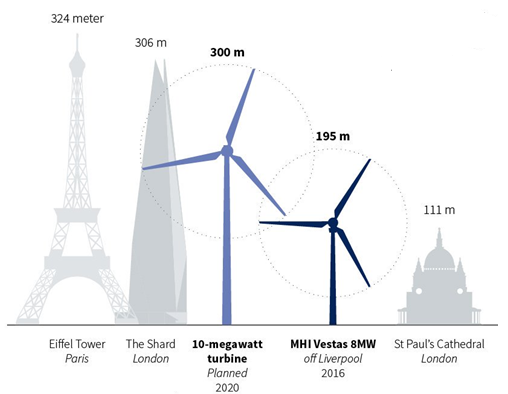 324 meter
306 m
300 m
195 m
111 m
Eiffel Tower
Paris
The Shard
London
10-megawatt
turbine
Planned
2020
MHI Vestas 8MW
off Liverpool
2016
St Paul's Cathedral
London